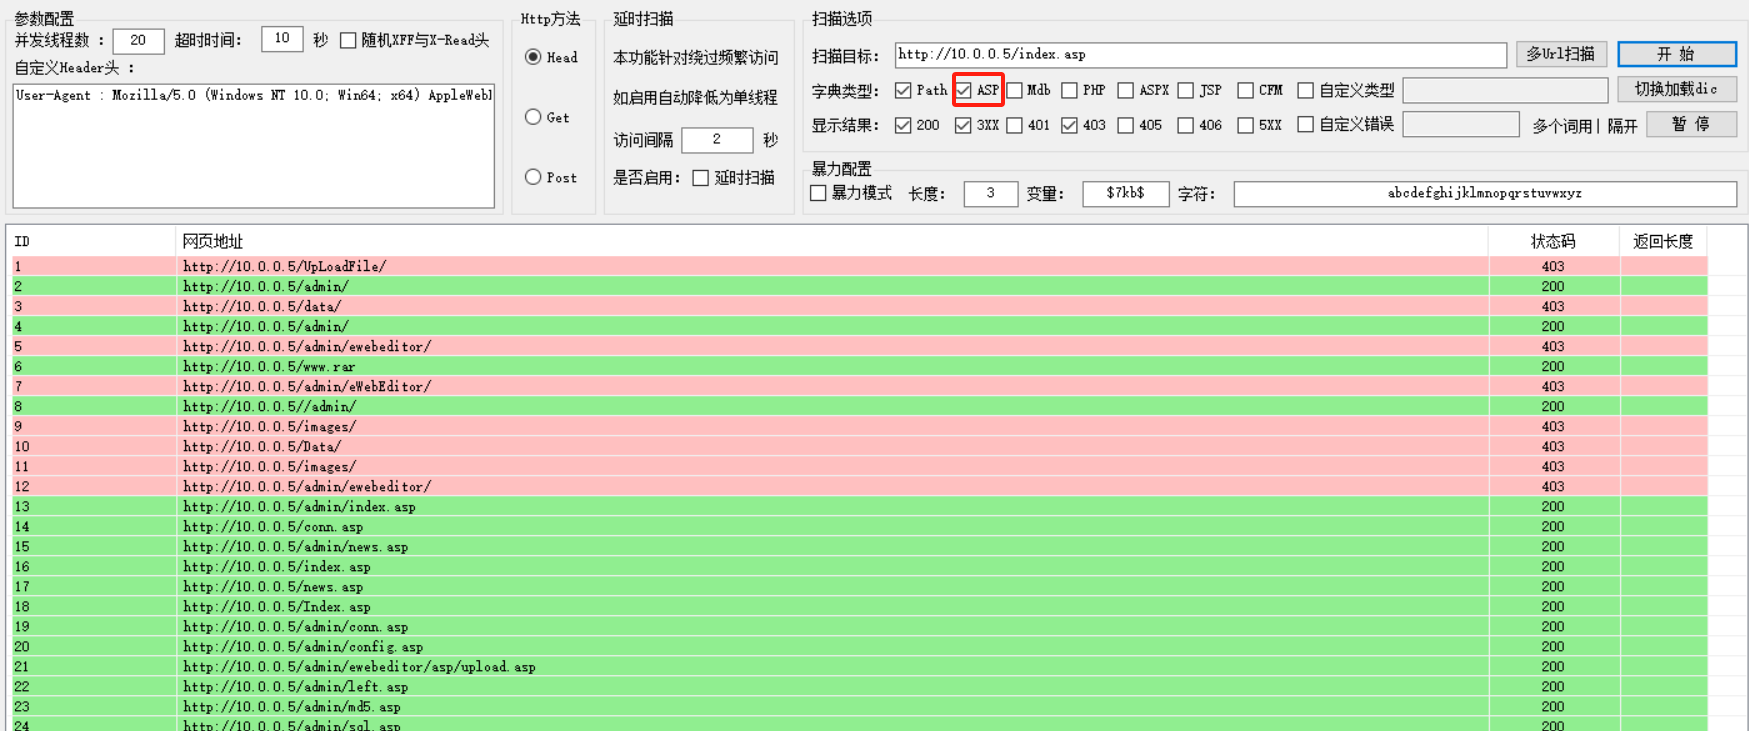 参数配置
并发线程数 : 20 超时时间: 10 秒 随机XFF与X-Read头
自定义Header头 :
User-Agent : Mozilla/5.0 (Windows NT 10.0; Win64; x64) AppleWebl
Http方法
Head
Get
Post
延时扫描
本功能针对绕过频繁访问
如启用自动降低为单线程
访问间隔 2 秒
是否启用: 延时扫描
扫描选项
扫描目标: http://10.0.0.5/index.asp 多Url扫描 开 始
字典类型: Path ASP Mdb PHP ASPX JSP CFM 自定义类型 切换加载dic
显示结果: 200 3XX 401 403 405 406 5XX 自定义错误 多个词用| 隔开 暂 停
暴力配置
暴力模式 长度: 3 变量: $7kb$ 字符: abcdefghijklmnopqrstuvwxyz
ID 网页地址 状态码 返回长度
1 http://10.0.0.5/UpLoadFile/ 403
2 http://10.0.0.5/admin/ 200
3 http://10.0.0.5/data/ 403
4 http://10.0.0.5/admin/ 200
5 http://10.0.0.5/admin/ewebeditor/ 403
6 http://10.0.0.5/www.rar 200
7 http://10.0.0.5/admin/eWebEditor/ 403
8 http://10.0.0.5//admin/ 200
9 http://10.0.0.5/images/ 403
10 http://10.0.0.5/Data/ 403
11 http://10.0.0.5/images/ 403
12 http://10.0.0.5/admin/ewebeditor/ 403
13 http://10.0.0.5/admin/index.asp 200
14 http://10.0.0.5/conn.asp 200
15 http://10.0.0.5/admin/news.asp 200
16 http://10.0.0.5/index.asp 200
17 http://10.0.0.5/news.asp 200
18 http://10.0.0.5/Index.asp 200
19 http://10.0.0.5/admin/conn.asp 200
20 http://10.0.0.5/admin/config.asp 200
21 http://10.0.0.5/admin/ewebeditor/asp/upload.asp 200
22 http://10.0.0.5/admin/left.asp 200
23 http://10.0.0.5/admin/md5.asp 200
24 http://10.0.0.5/admin/sql.asp 200